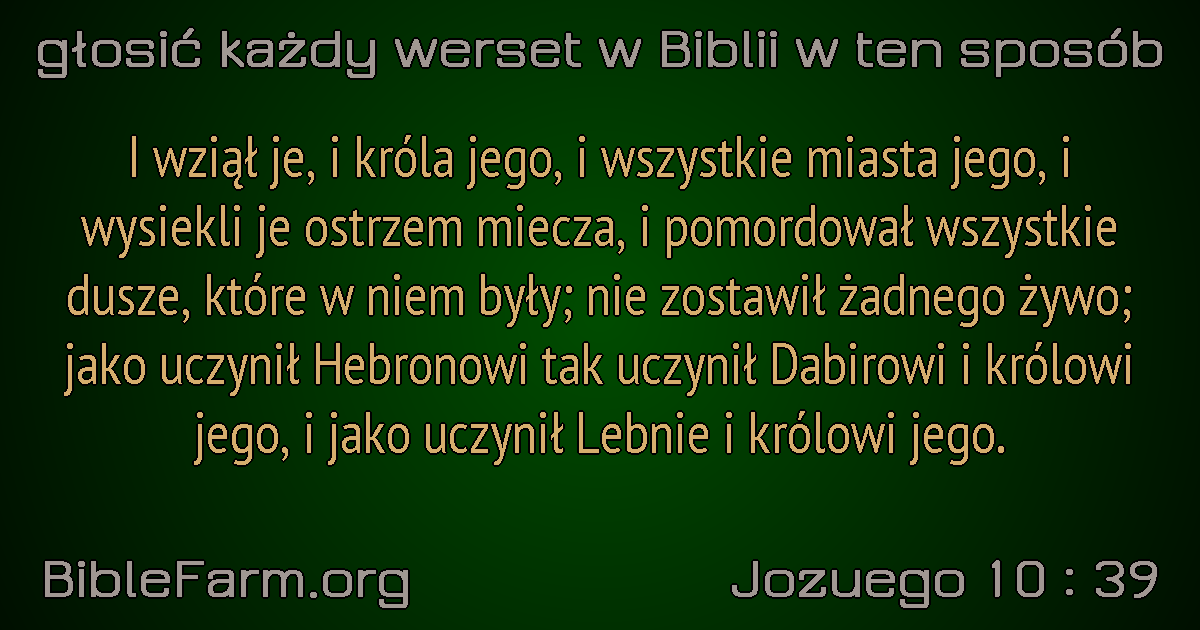 głosić każdy werset w Biblii w ten sposób
I wziął je, i króla jego, i wszystkie miasta jego, i
wysiekli je ostrzem miecza, i pomordował wszystkie
dusze, które w niem były; nie zostawił żadnego żywo;
jako uczynił Hebronowi tak uczynił Dabirowi i królowi
jego, i jako uczynił Lebnie i królowi jego.
BibleFarm.org
Jozuego 10 : 39